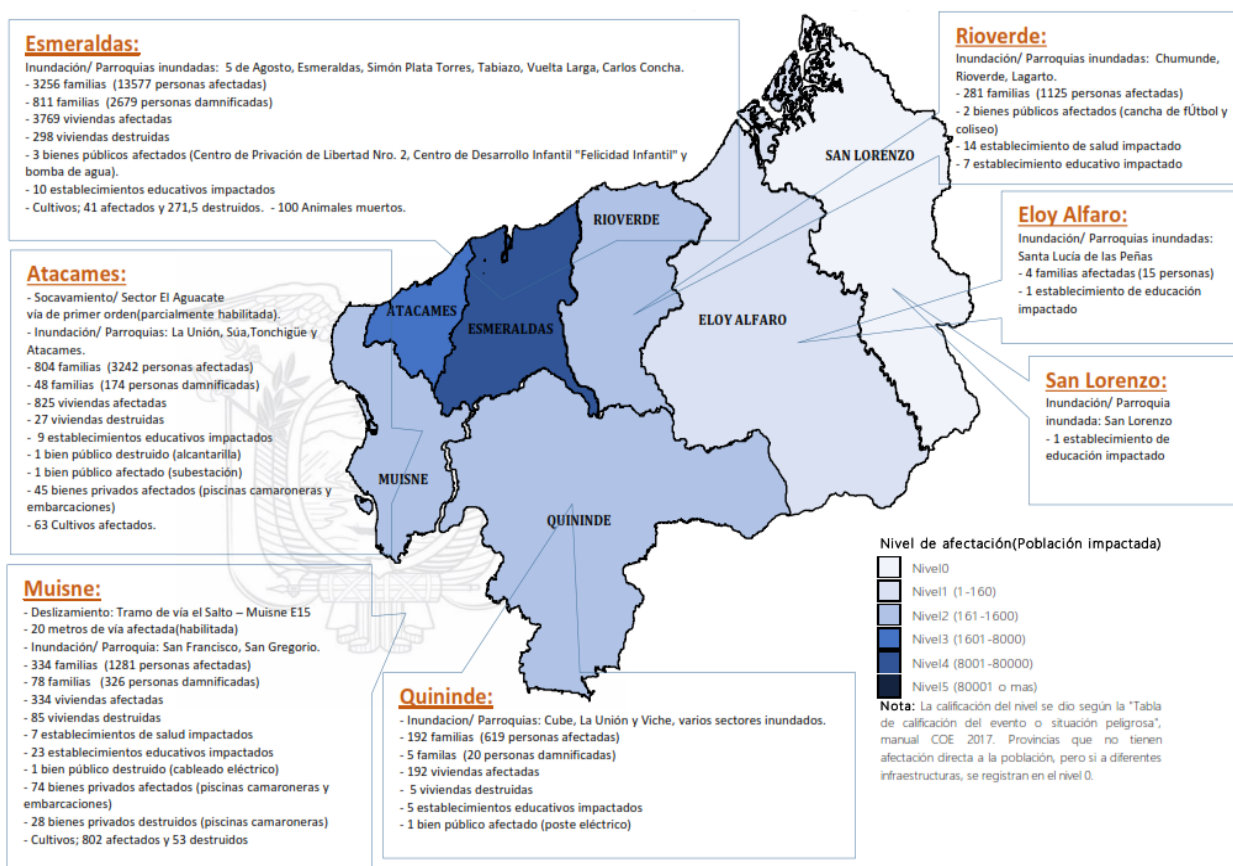 Esmeraldas:
Inundación/ Parroquias inundadas: 5 de Agosto, Esmeraldas, Simón Plata Torres, Tabiazo, Vuelta Larga, Carlos Concha.
- 3256 familias (13577 personas afectadas)
- 811 familias (2679 personas damnificadas)
- 3769 viviendas afectadas
- 298 viviendas destruidas
- 3 bienes públicos afectados (Centro de Privación de Libertad Nro. 2, Centro de Desarrollo Infantil "Felicidad Infantil" y
bomba de agua).
- 10 establecimientos educativos impactados
- Cultivos; 41 afectados y 271,5 destruidos. - 100 Animales muertos.
Rioverde:
Inundación/ Parroquias inundadas: Chumunde,
Rioverde, Lagarto.
- 281 familias (1125 personas afectadas)
- 2 bienes públicos afectados (cancha de fÚtbol y
coliseo)
- 14 establecimiento de salud impactado
- 7 establecimiento educativo impactado
Eloy Alfaro:
Inundación/ Parroquias inundadas:
Santa Lucía de las Peñas
- 4 familias afectadas (15 personas)
- 1 establecimiento de educación
impactado
San Lorenzo:
Inundación/ Parroquia
inundada: San Lorenzo
- 1 establecimiento de
educación impactado
Atacames:
- Socavamiento/ Sector El Aguacate
vía de primer orden(parcialmente habilitada).
- Inundación/ Parroquias: La Unión, Súa,Tonchigüe y
Atacames.
- 804 familias (3242 personas afectadas)
- 48 familias (174 personas damnificadas)
- 825 viviendas afectadas
- 27 viviendas destruidas
- 9 establecimientos educativos impactados
- 1 bien público destruido (alcantarilla)
- 1 bien público afectado (subestación)
- 45 bienes privados afectados (piscinas camaroneras y
embarcaciones)
- 63 Cultivos afectados.
SAN LORENZO
RIOVERDE
ATACAMES
ESMERALDAS
ELOY ALFARO
MUISNE
QUININDE
Muisne:
- Deslizamiento: Tramo de vía el Salto – Muisne E15
- 20 metros de vía afectada(habilitada)
- Inundación/ Parroquia: San Francisco, San Gregorio.
- 334 familias (1281 personas afectadas)
- 78 familias (326 personas damnificadas)
- 334 viviendas afectadas
- 85 viviendas destruidas
- 7 establecimientos de salud impactados
- 23 establecimientos educativos impactados
- 1 bien público destruido (cableado eléctrico)
- 74 bienes privados afectados (piscinas camaroneras y
embarcaciones)
- 28 bienes privados destruidos (piscinas camaroneras)
- Cultivos; 802 afectados y 53 destruidos
Quininde:
- Inundacion/ Parroquias: Cube, La Unión y Viche, varios sectores inundados.
- 192 familias (619 personas afectadas)
- 5 familas (20 personas damnificadas)
- 192 viviendas afectadas
- 5 viviendas destruidas
- 5 establecimientos educativos impactados
- 1 bien público afectado (poste eléctrico)
Nivel de afectación(Población impactada)
Nivel0
Nivel1 (1-160)
Nivel2 (161-1600)
Nivel3 (1601-8000)
Nivel4 (8001-80000)
Nivel5 (80001 o mas)
Nota: La calificación del nivel se dio según la "Tabla
de calificación del evento o situación peligrosa",
manual COE 2017. Provincias que no tienen
afectación directa a la población, pero si a diferentes
infraestructuras, se registran en el nivel 0.